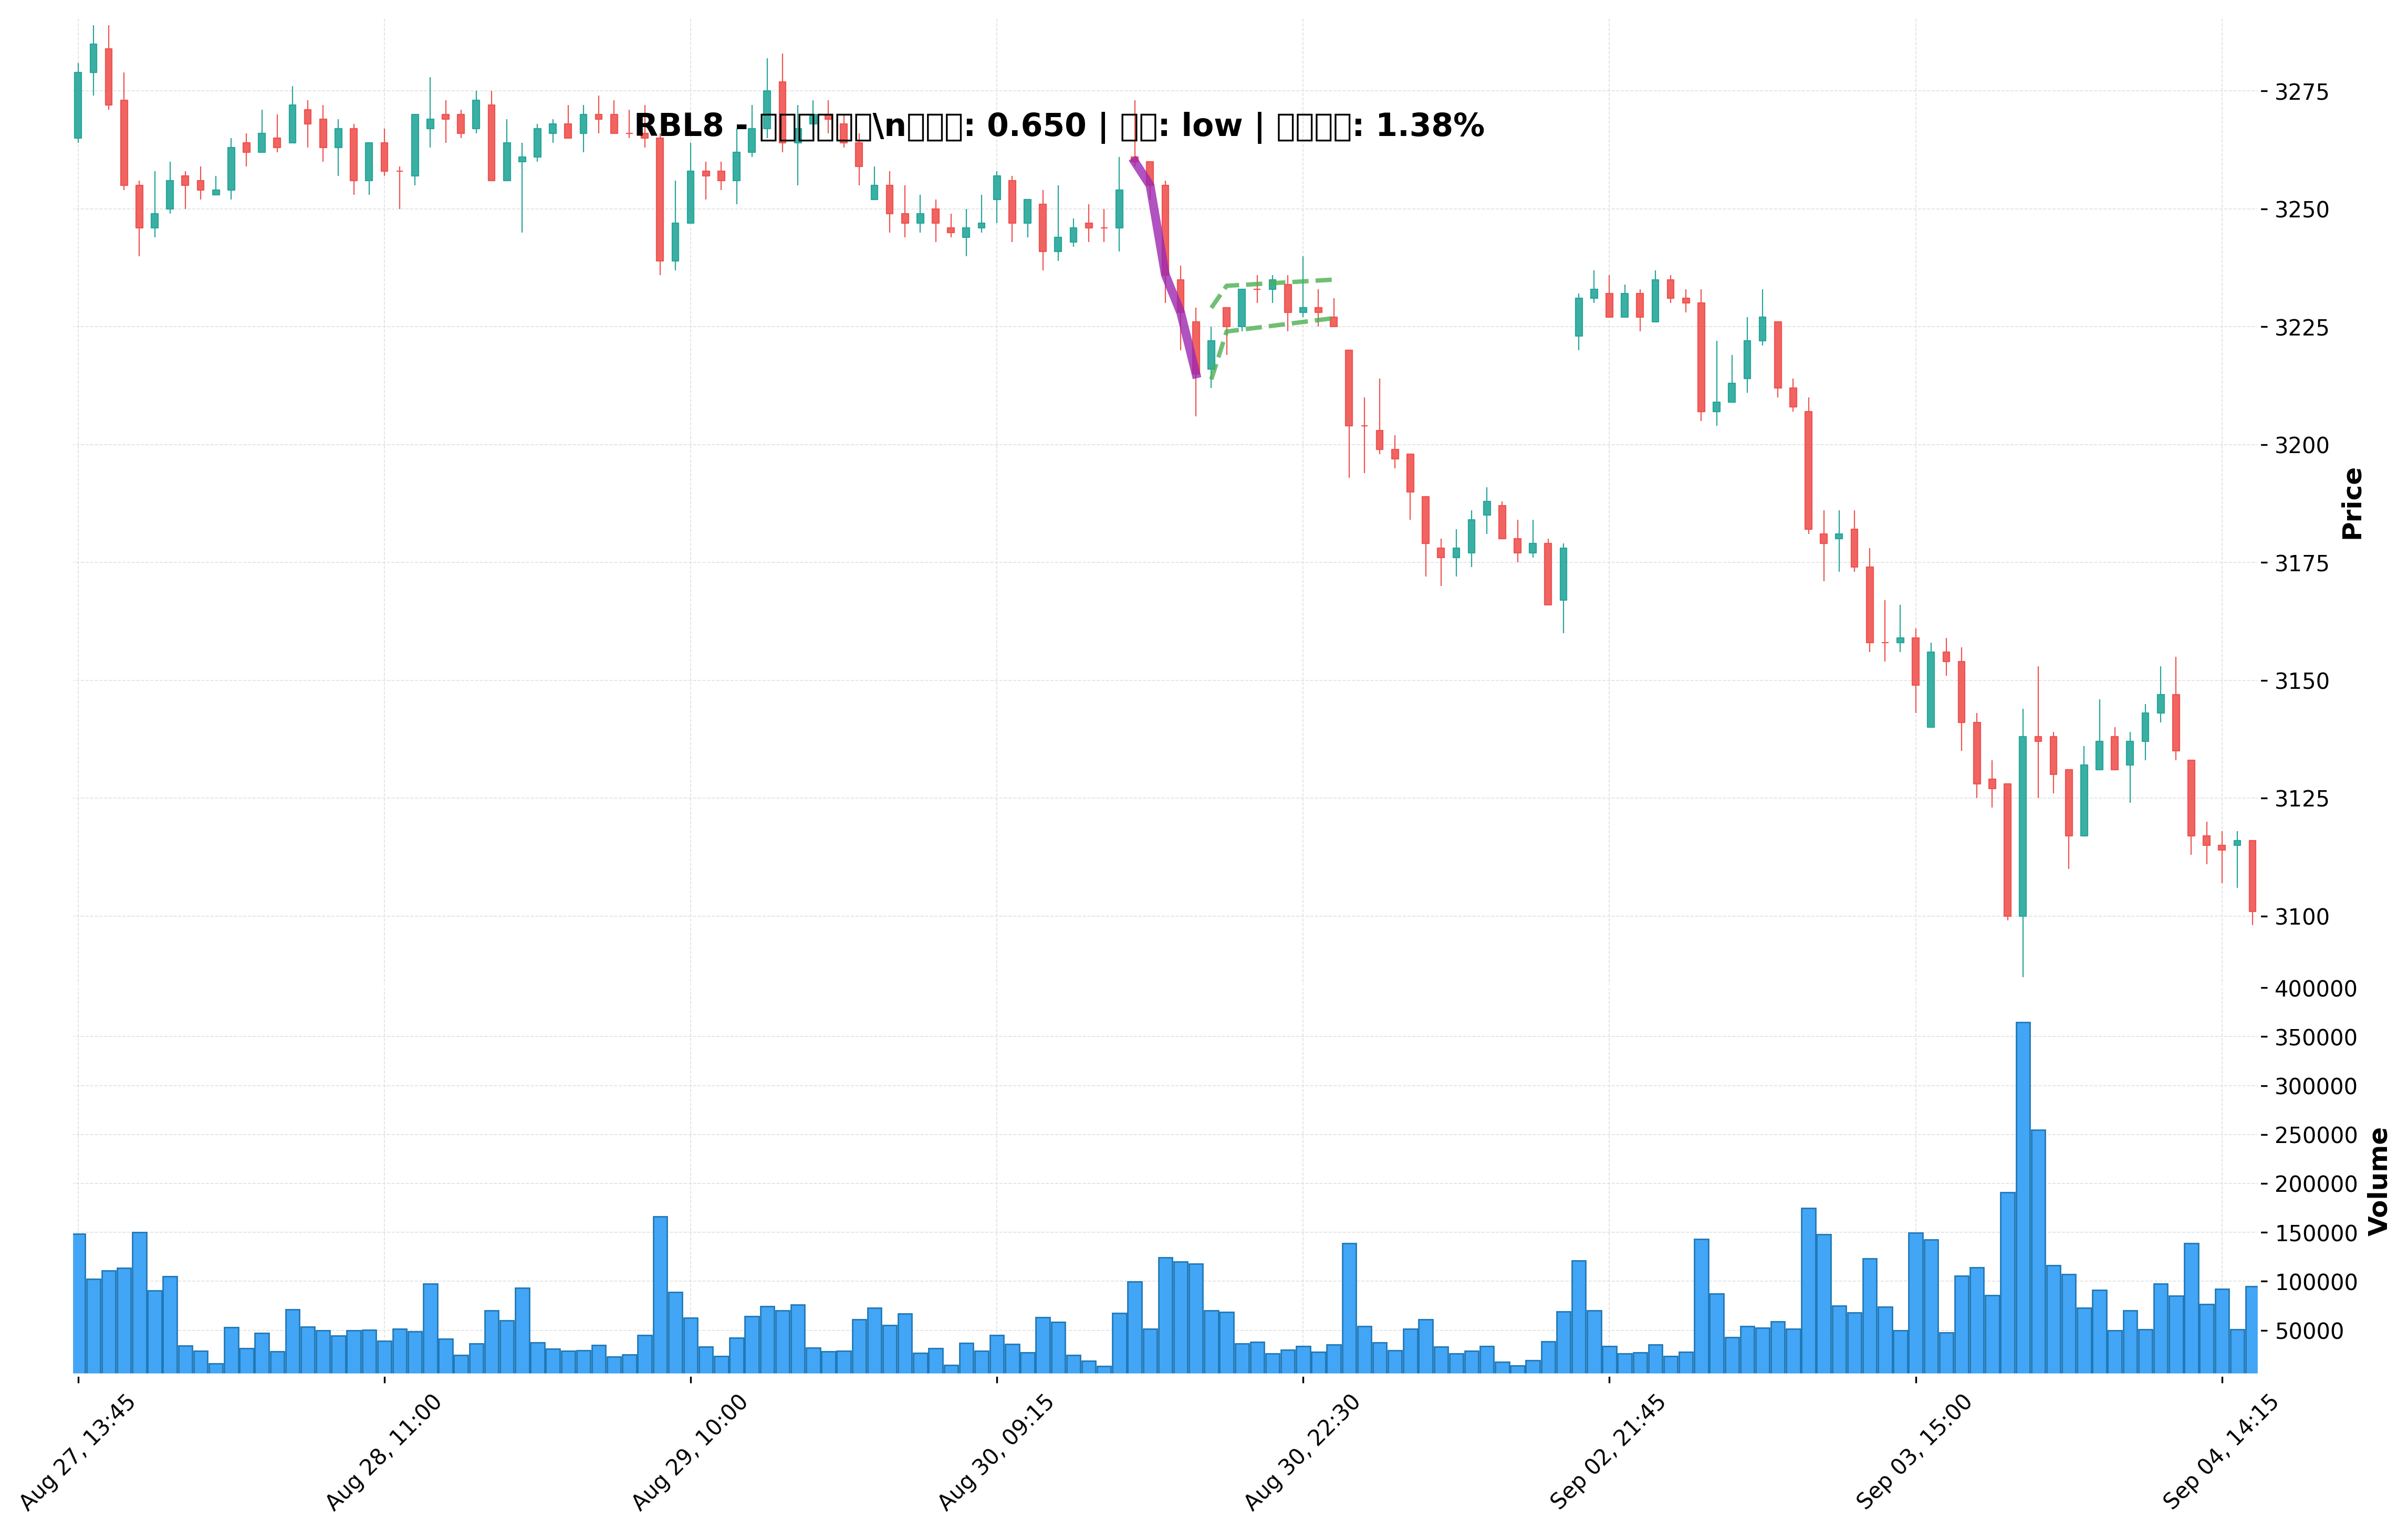 RBL8 - □□□□□□\n□□□: 0.650 | □□: low | □□□□: 1.38%
3275
3250
3225
3200
3175
3150
3125
3100
Price
400000
350000
300000
250000
200000
150000
100000
50000
Volume
Aug 27, 13:45
Aug 28, 11:00
Aug 29, 10:00
Aug 30, 09:15
Aug 30, 22:30
Sep 02, 21:45
Sep 03, 15:00
Sep 04, 14:15